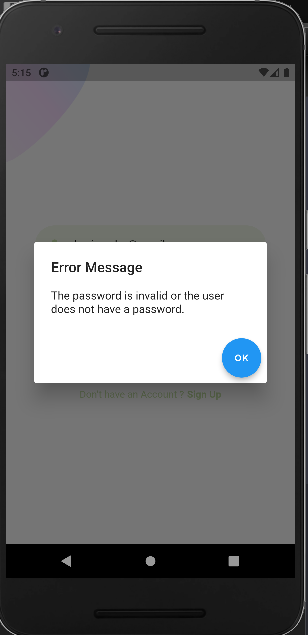 5:15
Error Message
The password is invalid or the user
does not have a password.
OK
Don't have an Account ? Sign Up